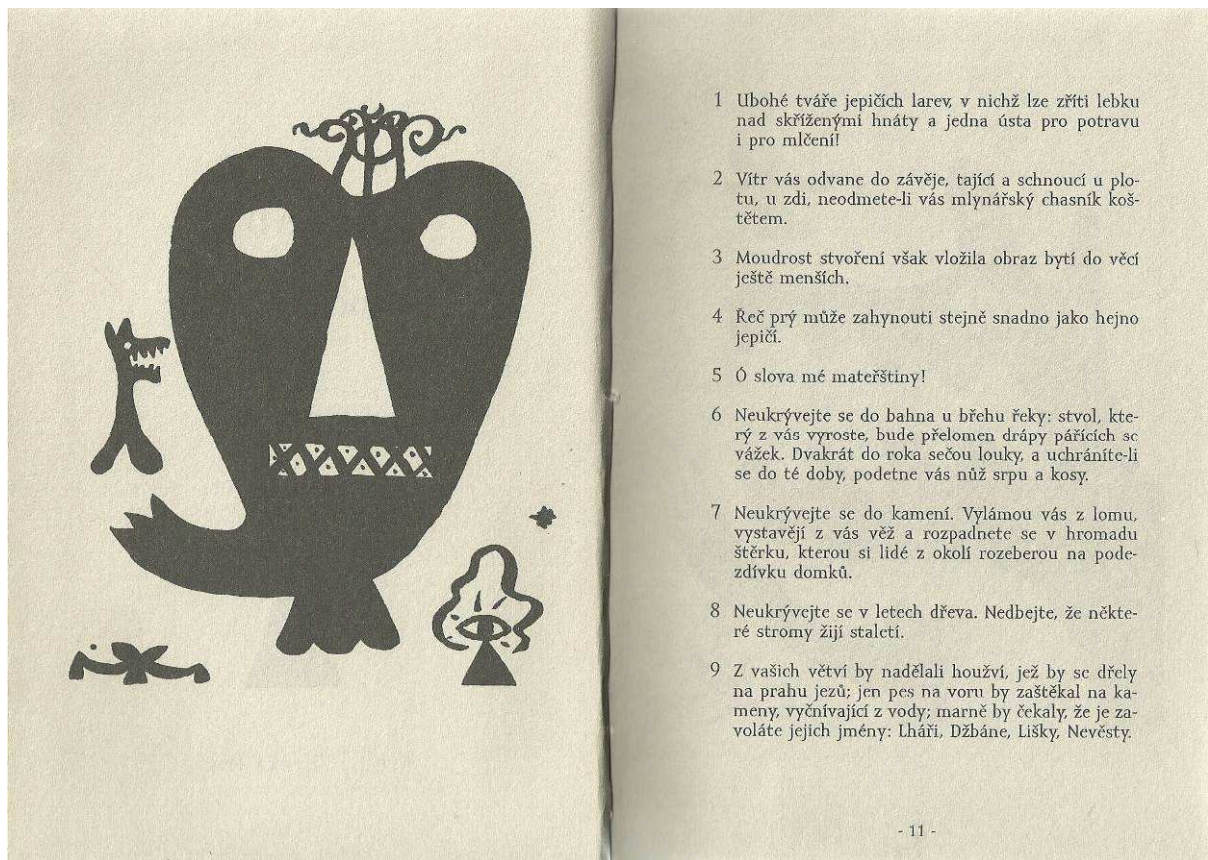 1 Ubohé tváře jepičích larev, v nichž lze zříti lebku
nad skříženými hnáty a jedna ústa pro potravu
i pro mlčení!
2 Vítr vás odvane do závěje, tající a schnoucí u plo-
tu, u zdi, neodmete-li vás mlynářský chasník koš-
tětem.
3 Moudrost stvoření však vložila obraz bytí do věcí
ještě menších.
4 Řeč prý může zahynouti stejně snadno jako hejno
jepičí.
5 Ó slova mé mateřštiny!
6 Neukrývejte se do bahna u břehu řeky: stvol, kte-
rý z vás vyroste, bude přelomen drápy pářících se
vážek. Dvakrát do roka sečou louky, a uchráníte-li
se do té doby, podetne vás nůž srpu a kosy.
7 Neukrývejte se do kamení. Vylámou vás z lomu,
vystavějí z vás věž a rozpadnete se v hromadu
štěrku, kterou si lidé z okolí rozeberou na pode-
zdívku domků.
8 Neukrývejte se v letech dřeva. Nedbejte, že někte-
ré stromy žijí staletí.
9 Z vašich větví by nadělali houžví, jež by se dřely
na prahu jezů; jen pes na voru by zaštěkal na ka-
meny, vyčnívající z vody; marně by čekaly, že je za-
voláte jejich jmény: Lháři, Džbáne, Lišky, Nevěsty.
- 11 -